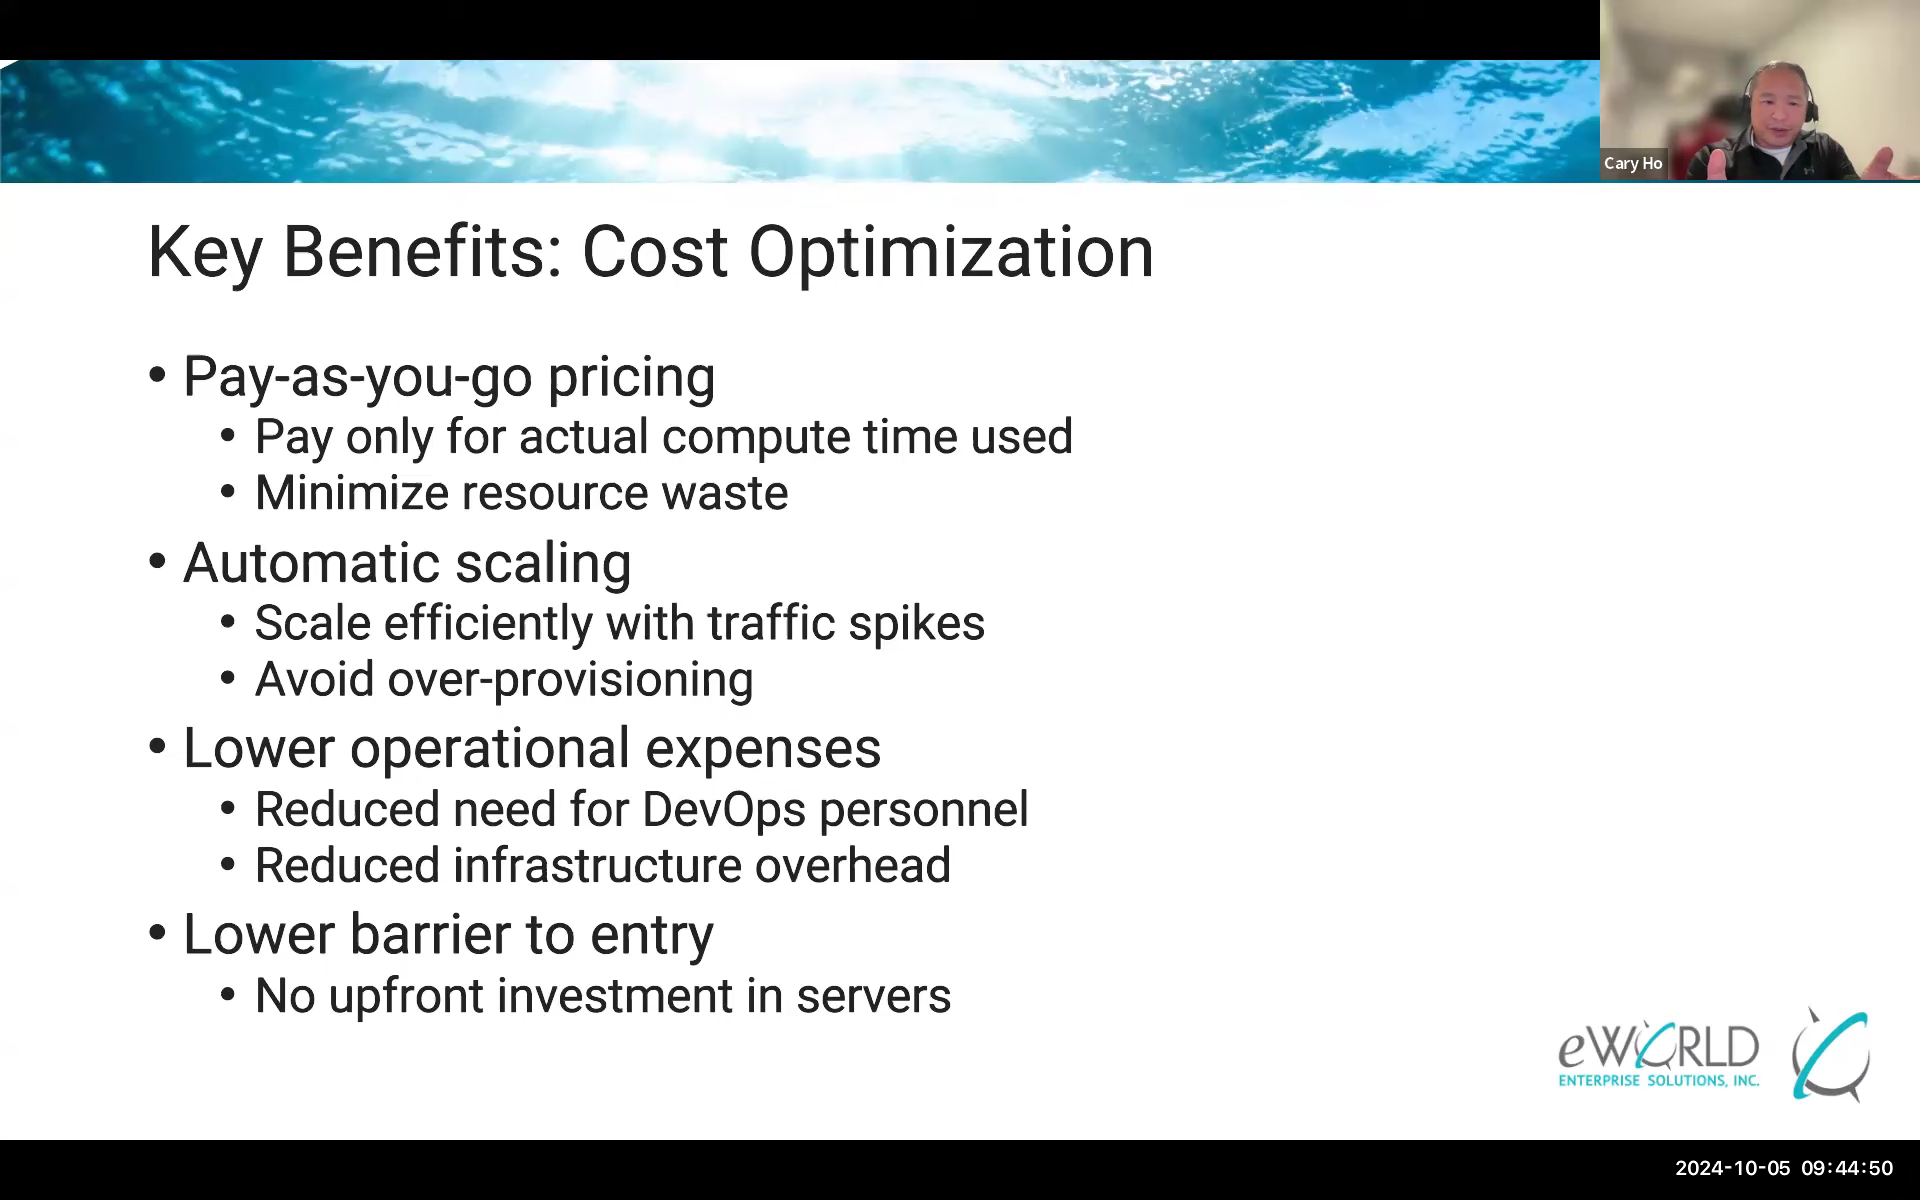 Cary Ho
Key Benefits: Cost Optimization
• Pay-as-you-go pricing
• Pay only for actual compute time used
• Minimize resource waste
• Automatic scaling
• Scale efficiently with traffic spikes
• Avoid over-provisioning
• Lower operational expenses
• Reduced need for DevOps personnel
• Reduced infrastructure overhead
• Lower barrier to entry
• No upfront investment in servers
eWORLD
ENTERPRISE SOLUTIONS, INC.
2024-10-05 09:44:50